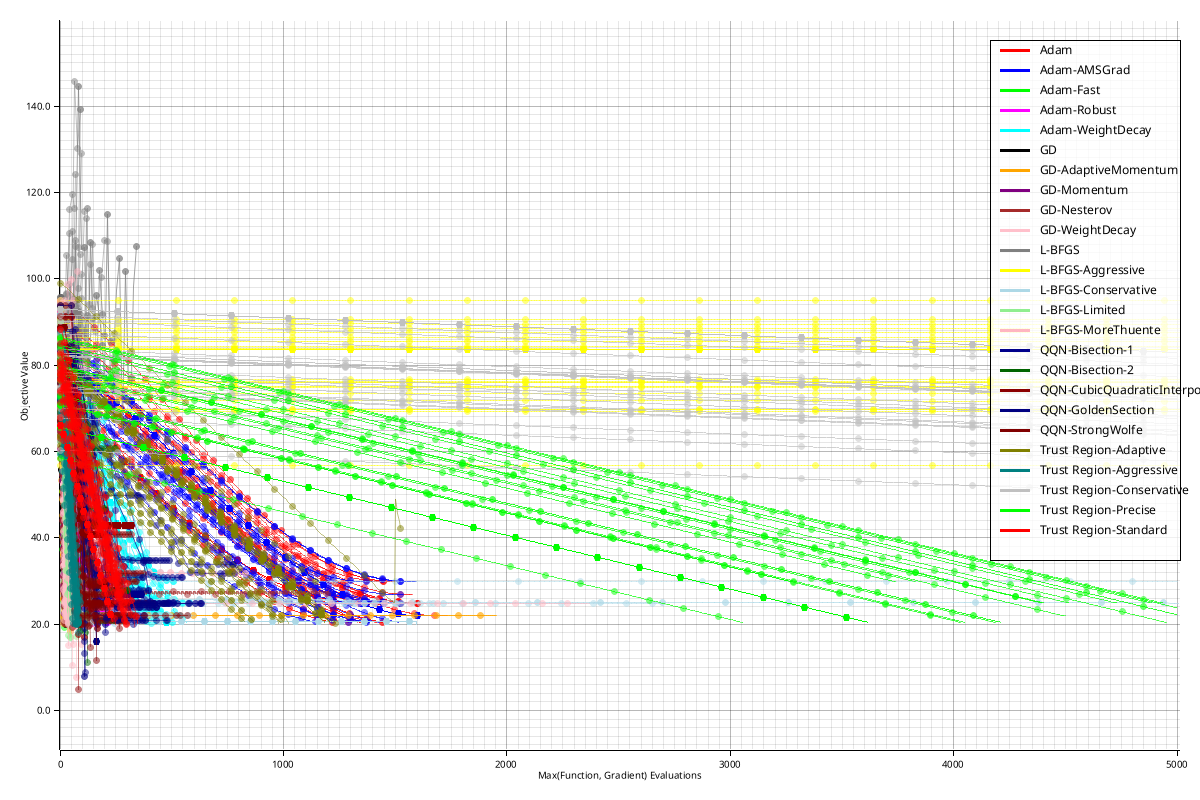 140.0
120.0
100.0
80.0
60.0
40.0
20.0
0.0
Objective Value
0
1000
2000
3000
4000
5000
Max(Function, Gradient) Evaluations
Adam
Adam-AMSGrad
Adam-Fast
Adam-Robust
Adam-WeightDecay
GD
GD-AdaptiveMomentum
GD-Momentum
GD-Nesterov
GD-WeightDecay
L-BFGS
L-BFGS-Aggressive
L-BFGS-Conservative
L-BFGS-Limited
L-BFGS-MoreThuente
QQN-Bisection-1
QQN-Bisection-2
QQN-CubicQuadraticInterpo
QQN-GoldenSection
QQN-StrongWolfe
Trust Region-Adaptive
Trust Region-Aggressive
Trust Region-Conservative
Trust Region-Precise
Trust Region-Standard